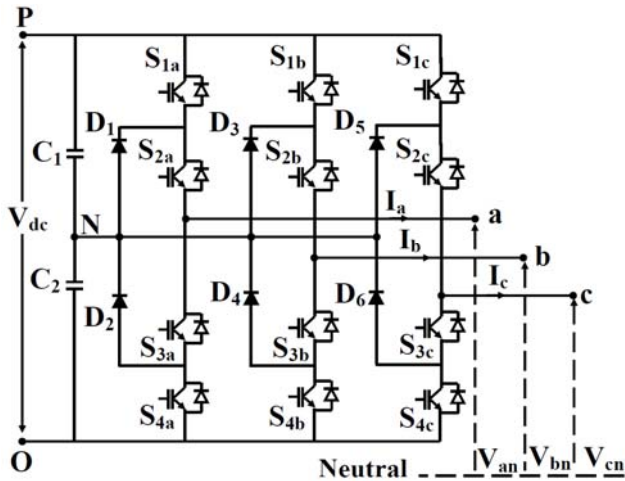 P
S1a
S1b
S1c
D1
D3
D5
C1
S2a
S2b
S2c
Vdc
N
Ia
a
Ib
b
C2
Ic
c
D2
D4
D6
S3a
S3b
S3c
S4a
S4b
S4c
O
Neutral
Van
Vbn
Vcn